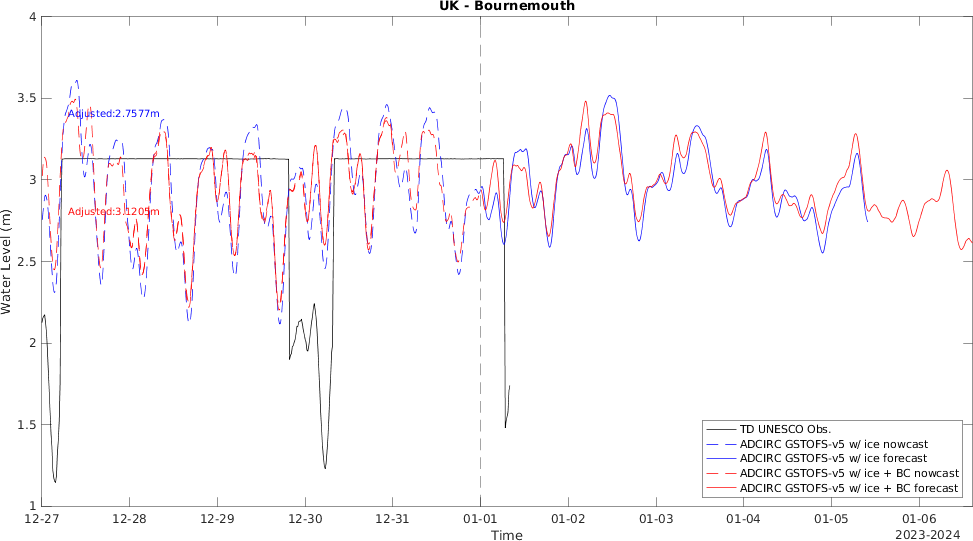 UK - Bournemouth
4
3.5
3
2.5
2
1.5
1
Water Level (m)
Adjusted:2.7577m
Adjusted:3.1205m
TD UNESCO Obs.
ADCIRC GSTOFS-v5 w/ ice nowcast
ADCIRC GSTOFS-v5 w/ ice forecast
ADCIRC GSTOFS-v5 w/ ice + BC nowcast
ADCIRC GSTOFS-v5 w/ ice + BC forecast
12-27 12-28 12-29 12-30 12-31 01-01 01-02 01-03 01-04 01-05 01-06
Time
2023-2024